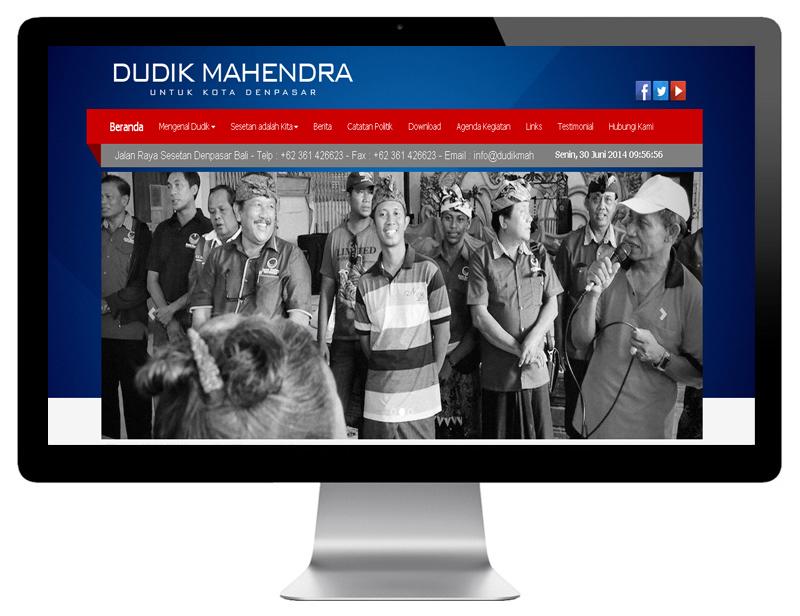 DUDIK MAHENDRA
UNTUK KOTA DENPASAR
Beranda Mengenal Dudik Sesetan adalah Kita Berita Catatan Politik Download Agenda Kegiatan Links Testimonial Hubungi Kami
Jalan Raya Sesetan Denpasar Bali - Telp : +62 361 426623 - Fax : +62 361 426623 - Email : info@dudikmah Senin, 30 Juni 2014 09:56:56